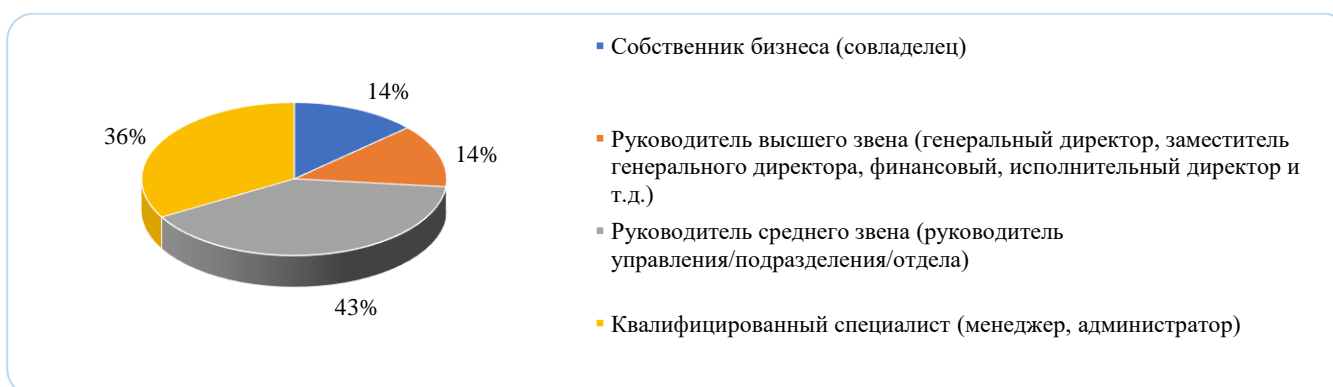 14%
14%
36%
43%
Собственник бизнеса (совладелец)
Руководитель высшего звена (генеральный директор, заместитель
генерального директора, финансовый, исполнительный директор и
т.д.)
Руководитель среднего звена (руководитель
управления/подразделения/отдела)
Квалифицированный специалист (менеджер, администратор)